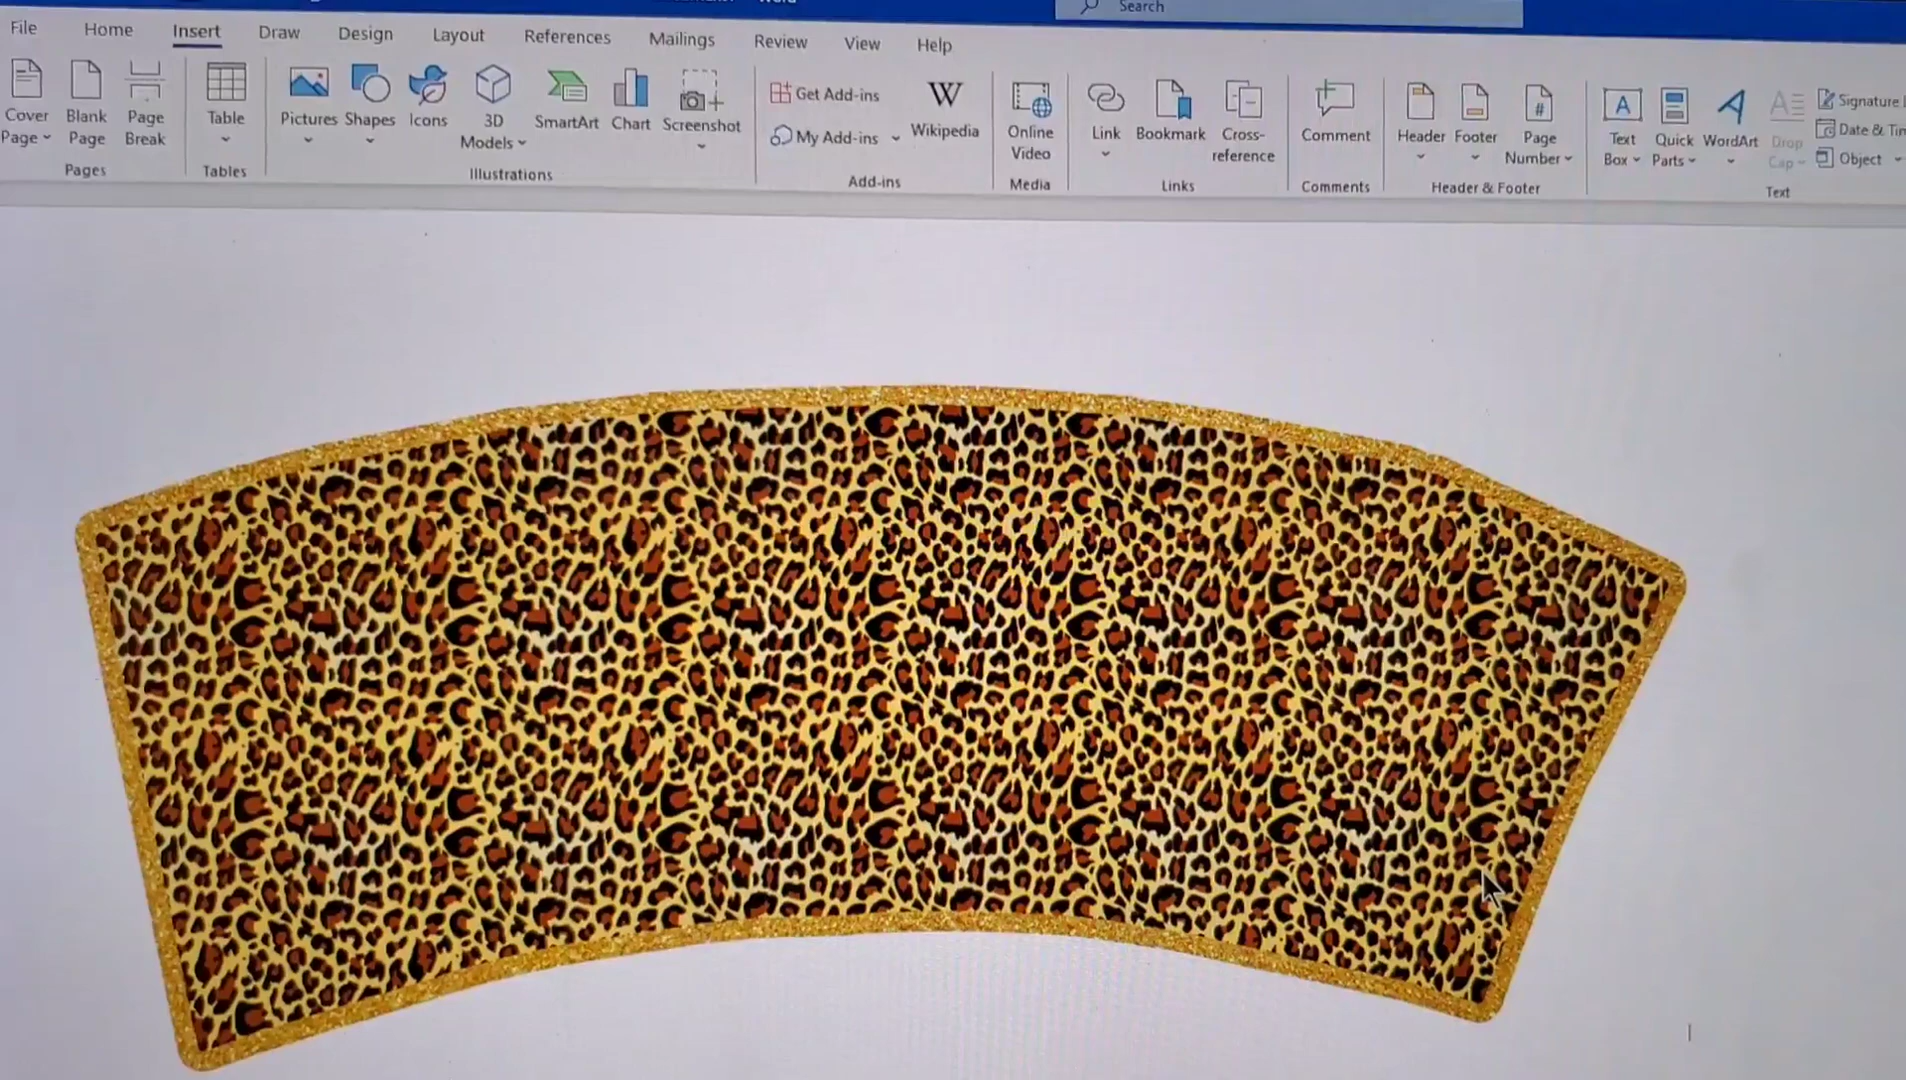 Search
File Home Insert Draw Design Layout References Mailings Review View Help
Cover Page
Blank Page
Page Break
Pages
Table
Tables
Pictures
Shapes
Icons
3D Models
SmartArt
Chart
Screenshot
Illustrations
Get Add-ins
My Add-ins
W
Wikipedia
Add-ins
Online Video
Media
Link
Bookmark
Cross-
reference
Links
Comment
Comments
Header
Footer
#
Page Number
Header & Footer
A
Text Box
Quick Parts
A
WordArt
A
Drop Cap
Signature
Date &
Object
Text